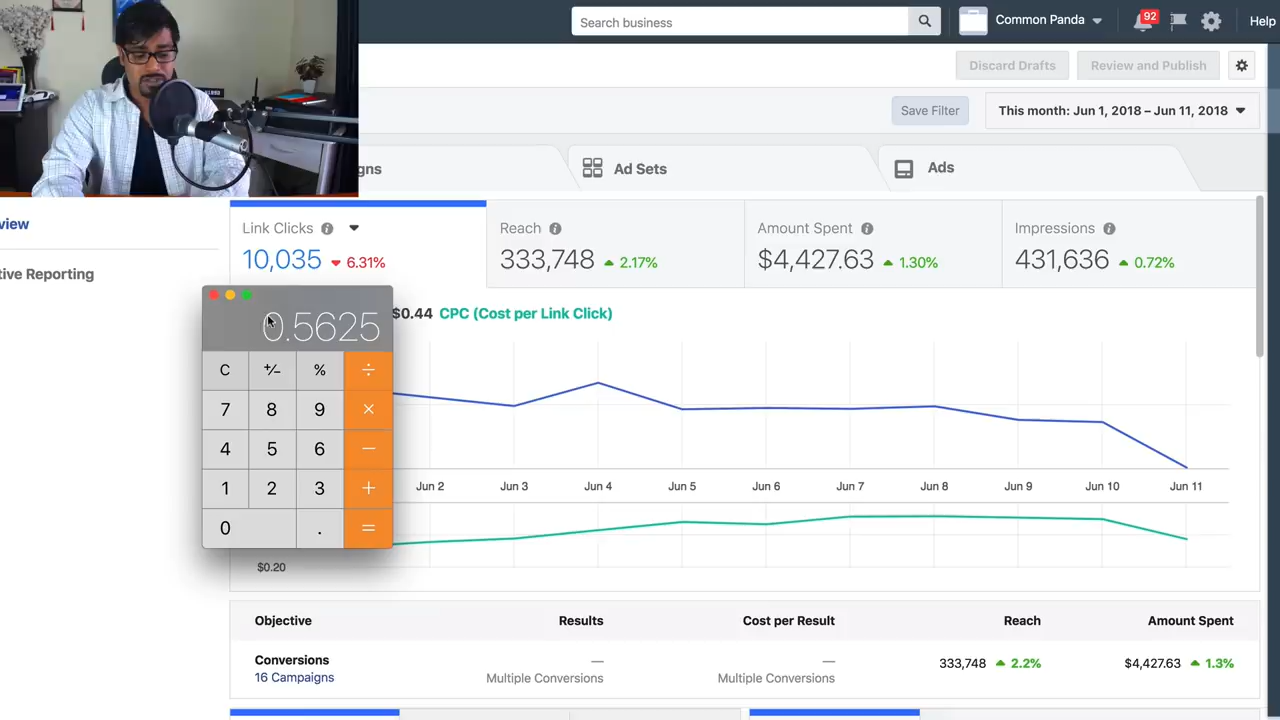 Search business
Common Panda
92
Help
Discard Drafts
Review and Publish
Save Filter
This month: Jun 1, 2018 – Jun 11, 2018
gns
Ad Sets
Ads
view
tive Reporting
Link Clicks
10,035 6.31%
Reach
333,748 2.17%
Amount Spent
$4,427.63 1.30%
Impressions
431,636 0.72%
$0.44 CPC (Cost per Link Click)
0.5625
C +/− % ÷
7 8 9 ×
4 5 6 −
1 2 3 +
0 . =
Jun 2 Jun 3 Jun 4 Jun 5 Jun 6 Jun 7 Jun 8 Jun 9 Jun 10 Jun 11
$0.20
Objective Results Cost per Result Reach Amount Spent
Conversions — — 333,748 2.2% $4,427.63 1.3%
16 Campaigns Multiple Conversions Multiple Conversions